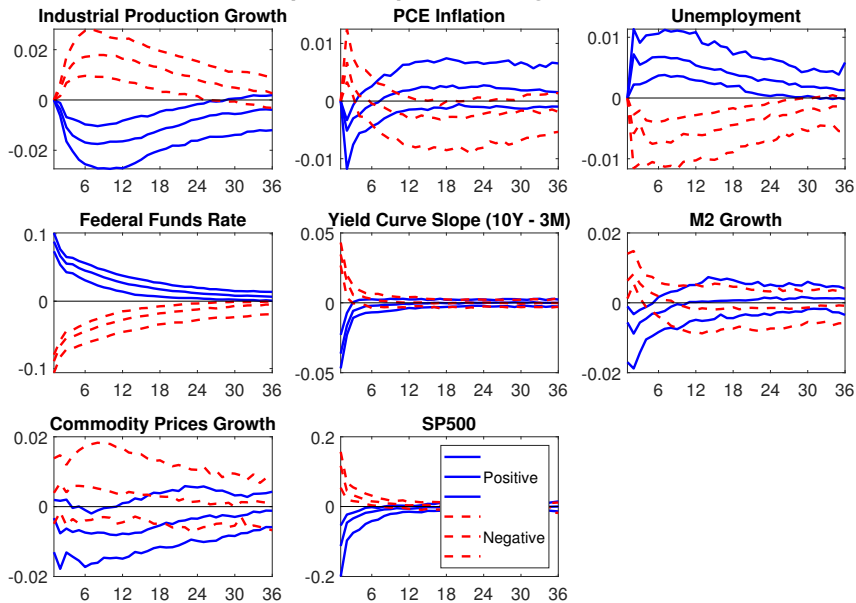 Industrial Production Growth
0.02
0
-0.02
6 12 18 24 30 36
PCE Inflation
0.01
0
-0.01
6 12 18 24 30 36
Unemployment
0.01
0
-0.01
6 12 18 24 30 36
Federal Funds Rate
0.1
0
-0.1
6 12 18 24 30 36
Yield Curve Slope (10Y - 3M)
0.05
0
-0.05
6 12 18 24 30 36
M2 Growth
0.02
0
-0.02
6 12 18 24 30 36
Commodity Prices Growth
0.02
0
-0.02
6 12 18 24 30 36
SP500
0.2
0
-0.2
6 12 18 24 30 36
Positive
Negative